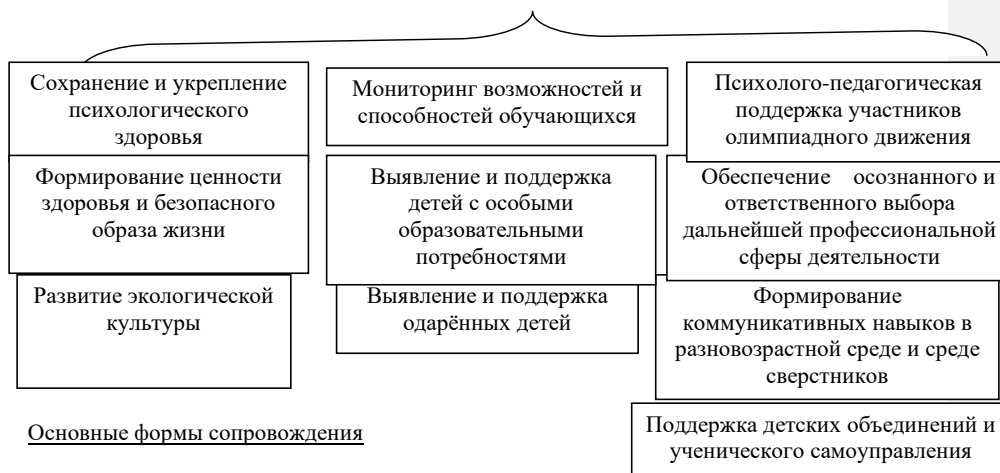 Сохранение и укрепление
психологического
здоровья
Мониторинг возможностей и
способностей обучающихся
Психолого-педагогическая
поддержка участников
олимпиадного движения
Формирование ценности
здоровья и безопасного
образа жизни
Выявление и поддержка
детей с особыми
образовательными
потребностями
Обеспечение осознанного и
ответственного выбора
дальнейшей профессиональной
сферы деятельности
Развитие экологической
культуры
Выявление и поддержка
одарённых детей
Формирование
коммуникативных навыков в
разновозрастной среде и среде
сверстников
Основные формы сопровождения
Поддержка детских объединений и
ученического самоуправления